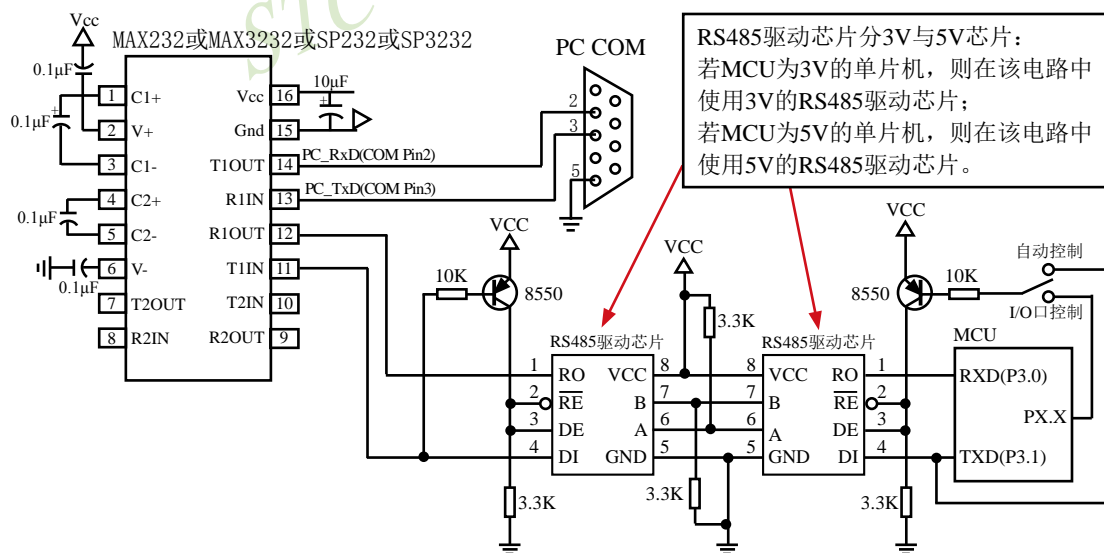 STC
Vcc
MAX232或MAX3232或SP232或SP3232
0.1μF
0.1μF
0.1μF
0.1μF
10μF
1 C1+
2 V+
3 C1-
4 C2+
5 C2-
6 V-
7 T2OUT
8 R2IN
Vcc 16
Gnd 15
T1OUT 14
R1IN 13
R1OUT 12
T1IN 11
T2IN 10
R2OUT 9
PC_RxD(COM Pin2)
PC_TxD(COM Pin3)
PC COM
2
3
5
RS485驱动芯片分3V与5V芯片:
若MCU为3V的单片机，则在该电路中
使用3V的RS485驱动芯片;
若MCU为5V的单片机，则在该电路中
使用5V的RS485驱动芯片。
VCC
10K
8550
3.3K
VCC
3.3K
3.3K
RS485驱动芯片
1 RO VCC 8
2 RE B 7
3 DE A 6
4 DI GND 5
RS485驱动芯片
8 VCC RO 1
7 B RE 2
6 A DE 3
5 GND DI 4
VCC
8550
10K
3.3K
自动控制
I/O口控制
MCU
RXD(P3.0)
PX.X
TXD(P3.1)